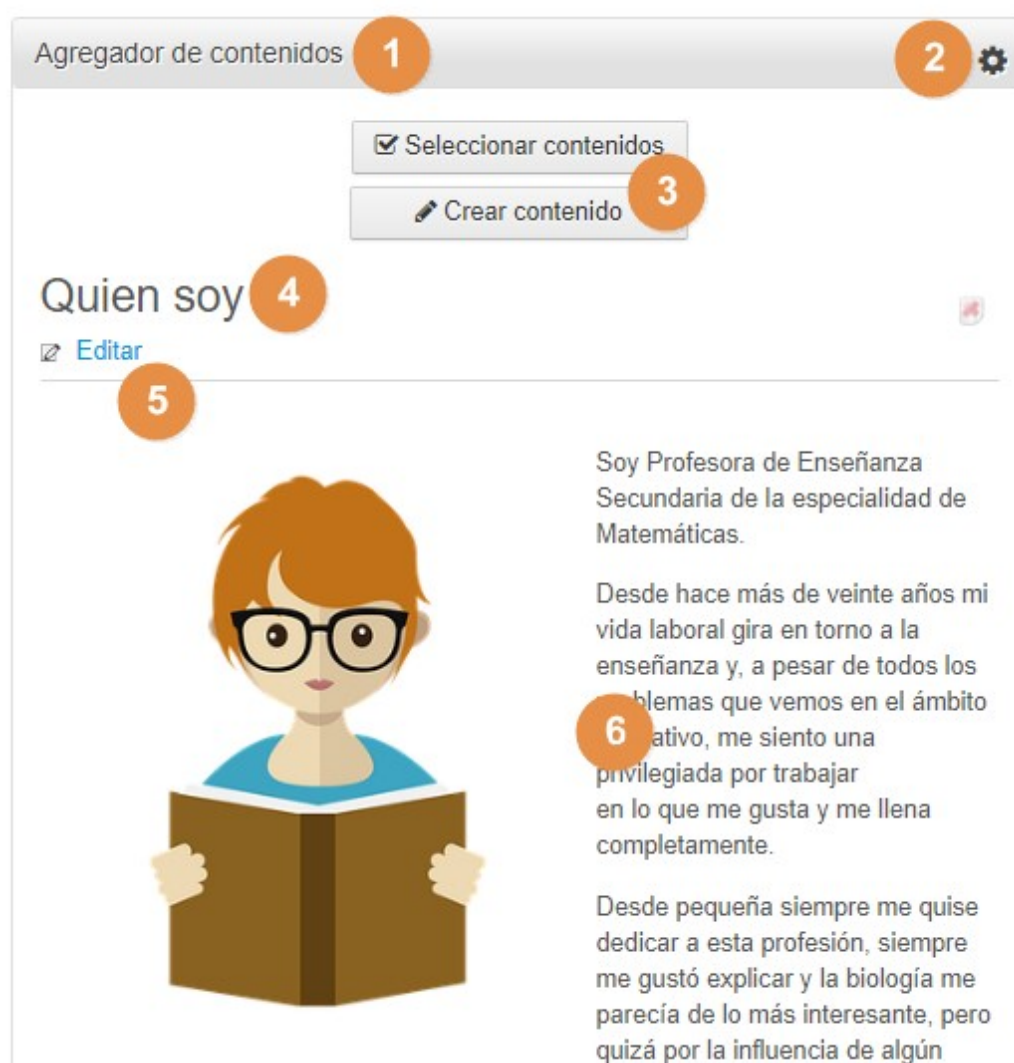 Agregador de contenidos 1
2
Seleccionar contenidos
3
Crear contenido
Quien soy 4
Editar
5
Soy Profesora de Enseñanza
Secundaria de la especialidad de
Matemáticas.
Desde hace más de veinte años mi
vida laboral gira en torno a la
enseñanza y, a pesar de todos los
que vemos en el ámbito
6
me siento una
privilegiada por trabajar
en lo que me gusta y me llena
completamente.
Desde pequeña siempre me quise
dedicar a esta profesión, siempre
me gustó explicar y la biología me
parecía de lo más interesante, pero
quizá por la influencia de algún